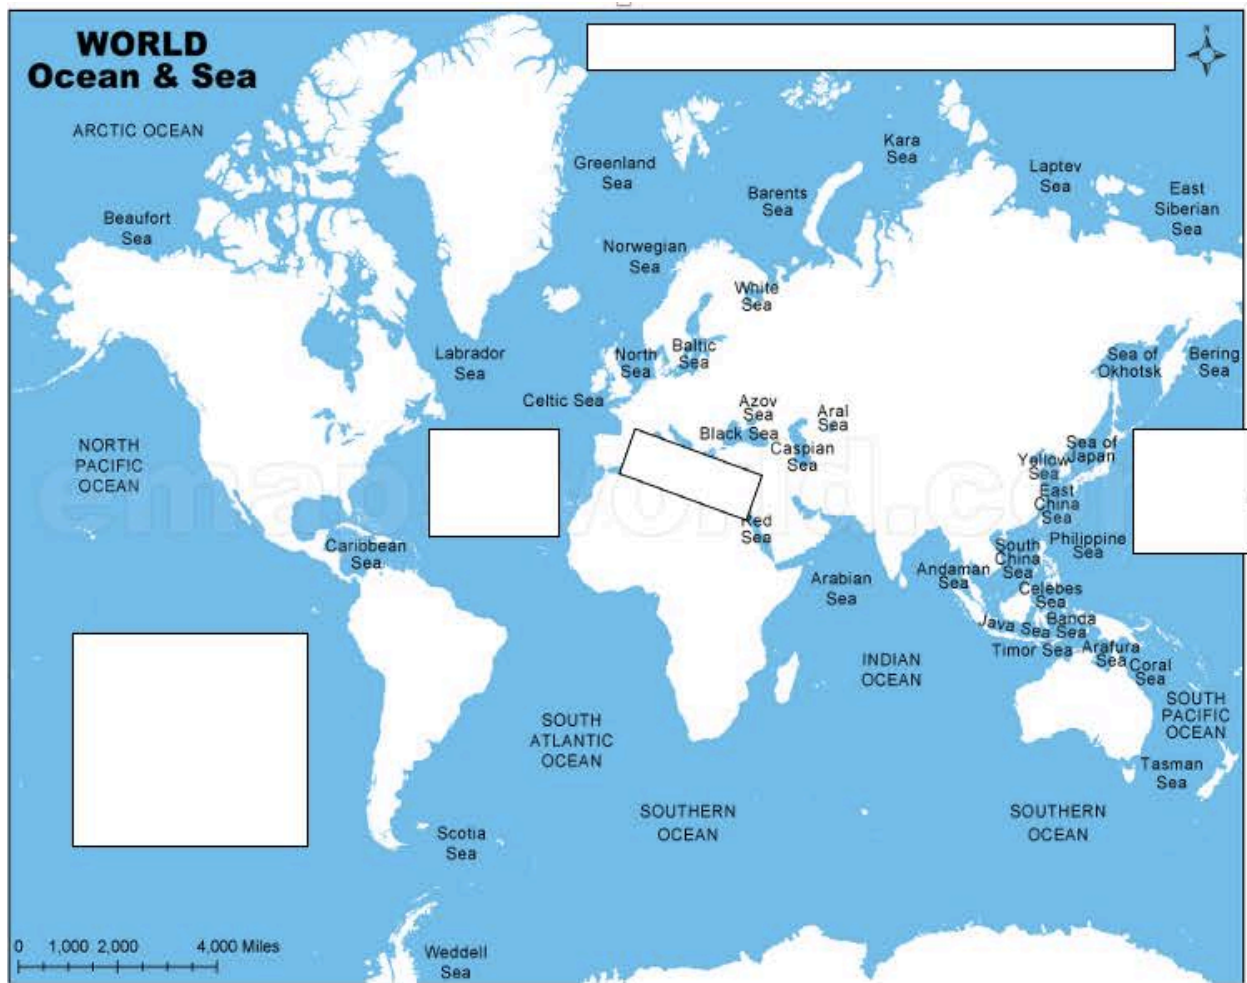 WORLD
Ocean & Sea
N
ARCTIC OCEAN
Kara
Sea
Greenland
Sea
Laptev
Sea
Barents
Sea
East
Siberian
Sea
Beaufort
Sea
Norwegian
Sea
White
Sea
Labrador
Sea
North
Sea
Baltic
Sea
Sea of
Okhotsk
Bering
Sea
Celtic Sea
Azov
Sea
Aral
Sea
Black Sea
Caspian
Sea
NORTH
PACIFIC
OCEAN
Sea of
Japan
Yellow
Sea
East
China
Sea
Red
Sea
Caribbean
Sea
Philippine
Sea
South
China
Sea
Andaman
Sea
Arabian
Sea
Celebes
Sea
Banda
Sea
Java Sea
Timor Sea
Arafura
Sea
Coral
Sea
INDIAN
OCEAN
SOUTH
PACIFIC
OCEAN
SOUTH
ATLANTIC
OCEAN
Tasman
Sea
SOUTHERN
OCEAN
SOUTHERN
OCEAN
Scotia
Sea
0 1,000 2,000 4,000 Miles
Weddell
Sea